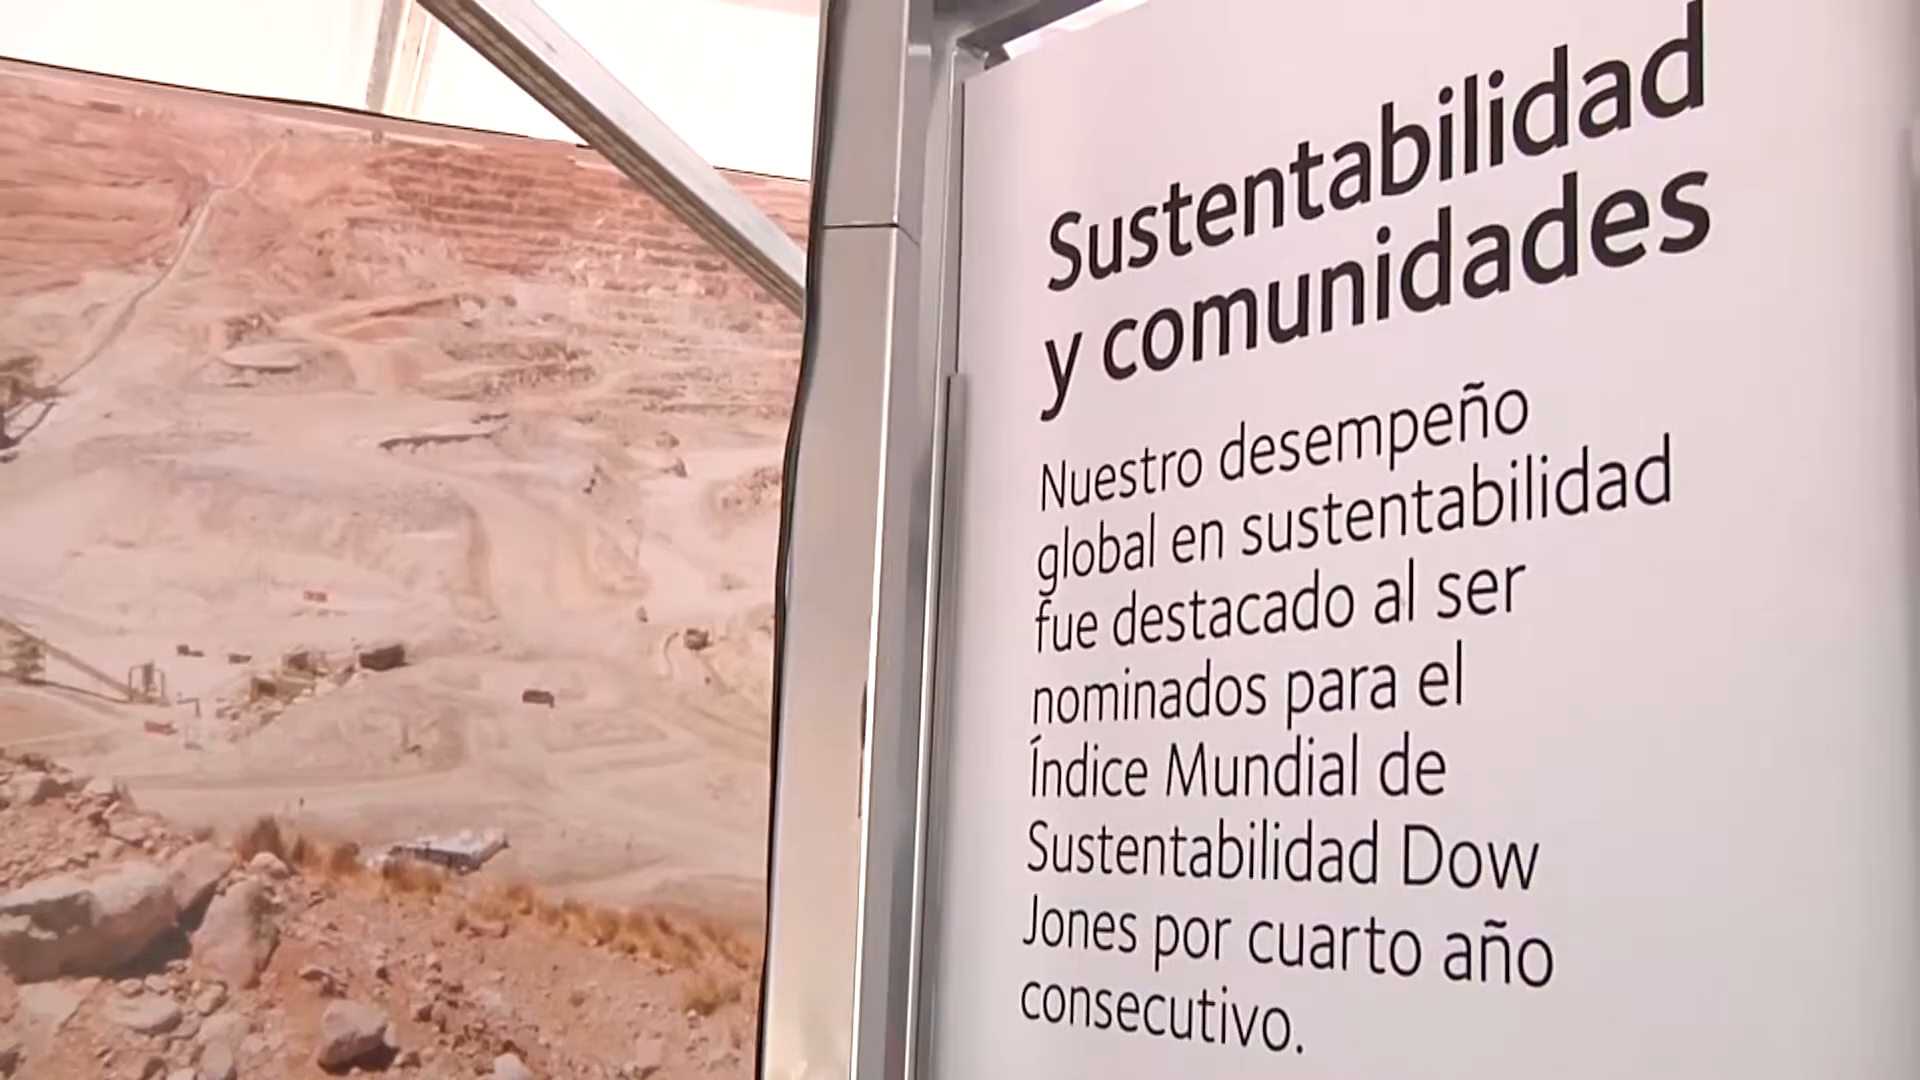 Sustentabilidad
y comunidades
Nuestro desempeño
global en sustentabilidad
fue destacado al ser
nominados para el
Índice Mundial de
Sustentabilidad Dow
Jones por cuarto año
consecutivo.